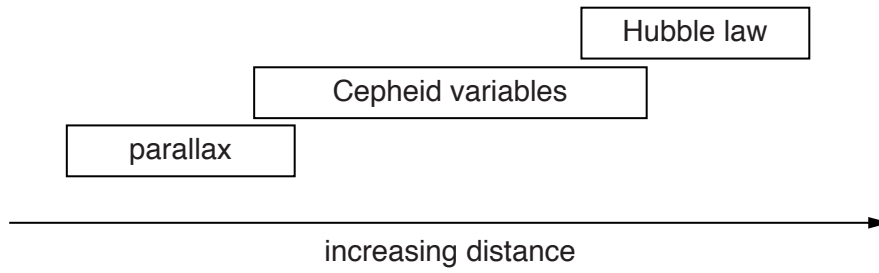 Hubble law
Cepheid variables
parallax
increasing distance